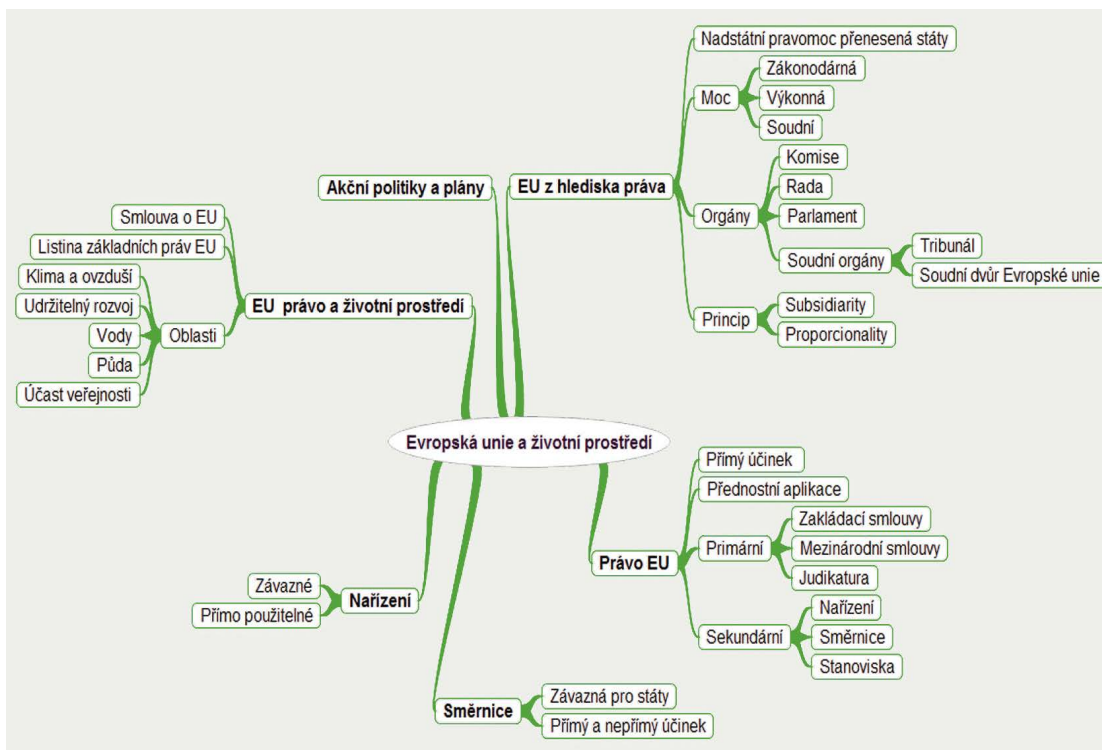 Evropská unie a životní prostředí
Akční politiky a plány
EU z hlediska práva
Nadstátní pravomoc přenesená státy
Moc
Zákonodárná
Výkonná
Soudní
Orgány
Komise
Rada
Parlament
Soudní orgány
Tribunál
Soudní dvůr Evropské unie
Princip
Subsidiarity
Proporcionality
EU právo a životní prostředí
Smlouva o EU
Listina základních práv EU
Oblasti
Klima a ovzduší
Udržitelný rozvoj
Vody
Půda
Účast veřejnosti
Právo EU
Přímý účinek
Přednostní aplikace
Primární
Zakládací smlouvy
Mezinárodní smlouvy
Judikatura
Sekundární
Nařízení
Směrnice
Stanoviska
Nařízení
Závazné
Přímo použitelné
Směrnice
Závazná pro státy
Přímý a nepřímý účinek